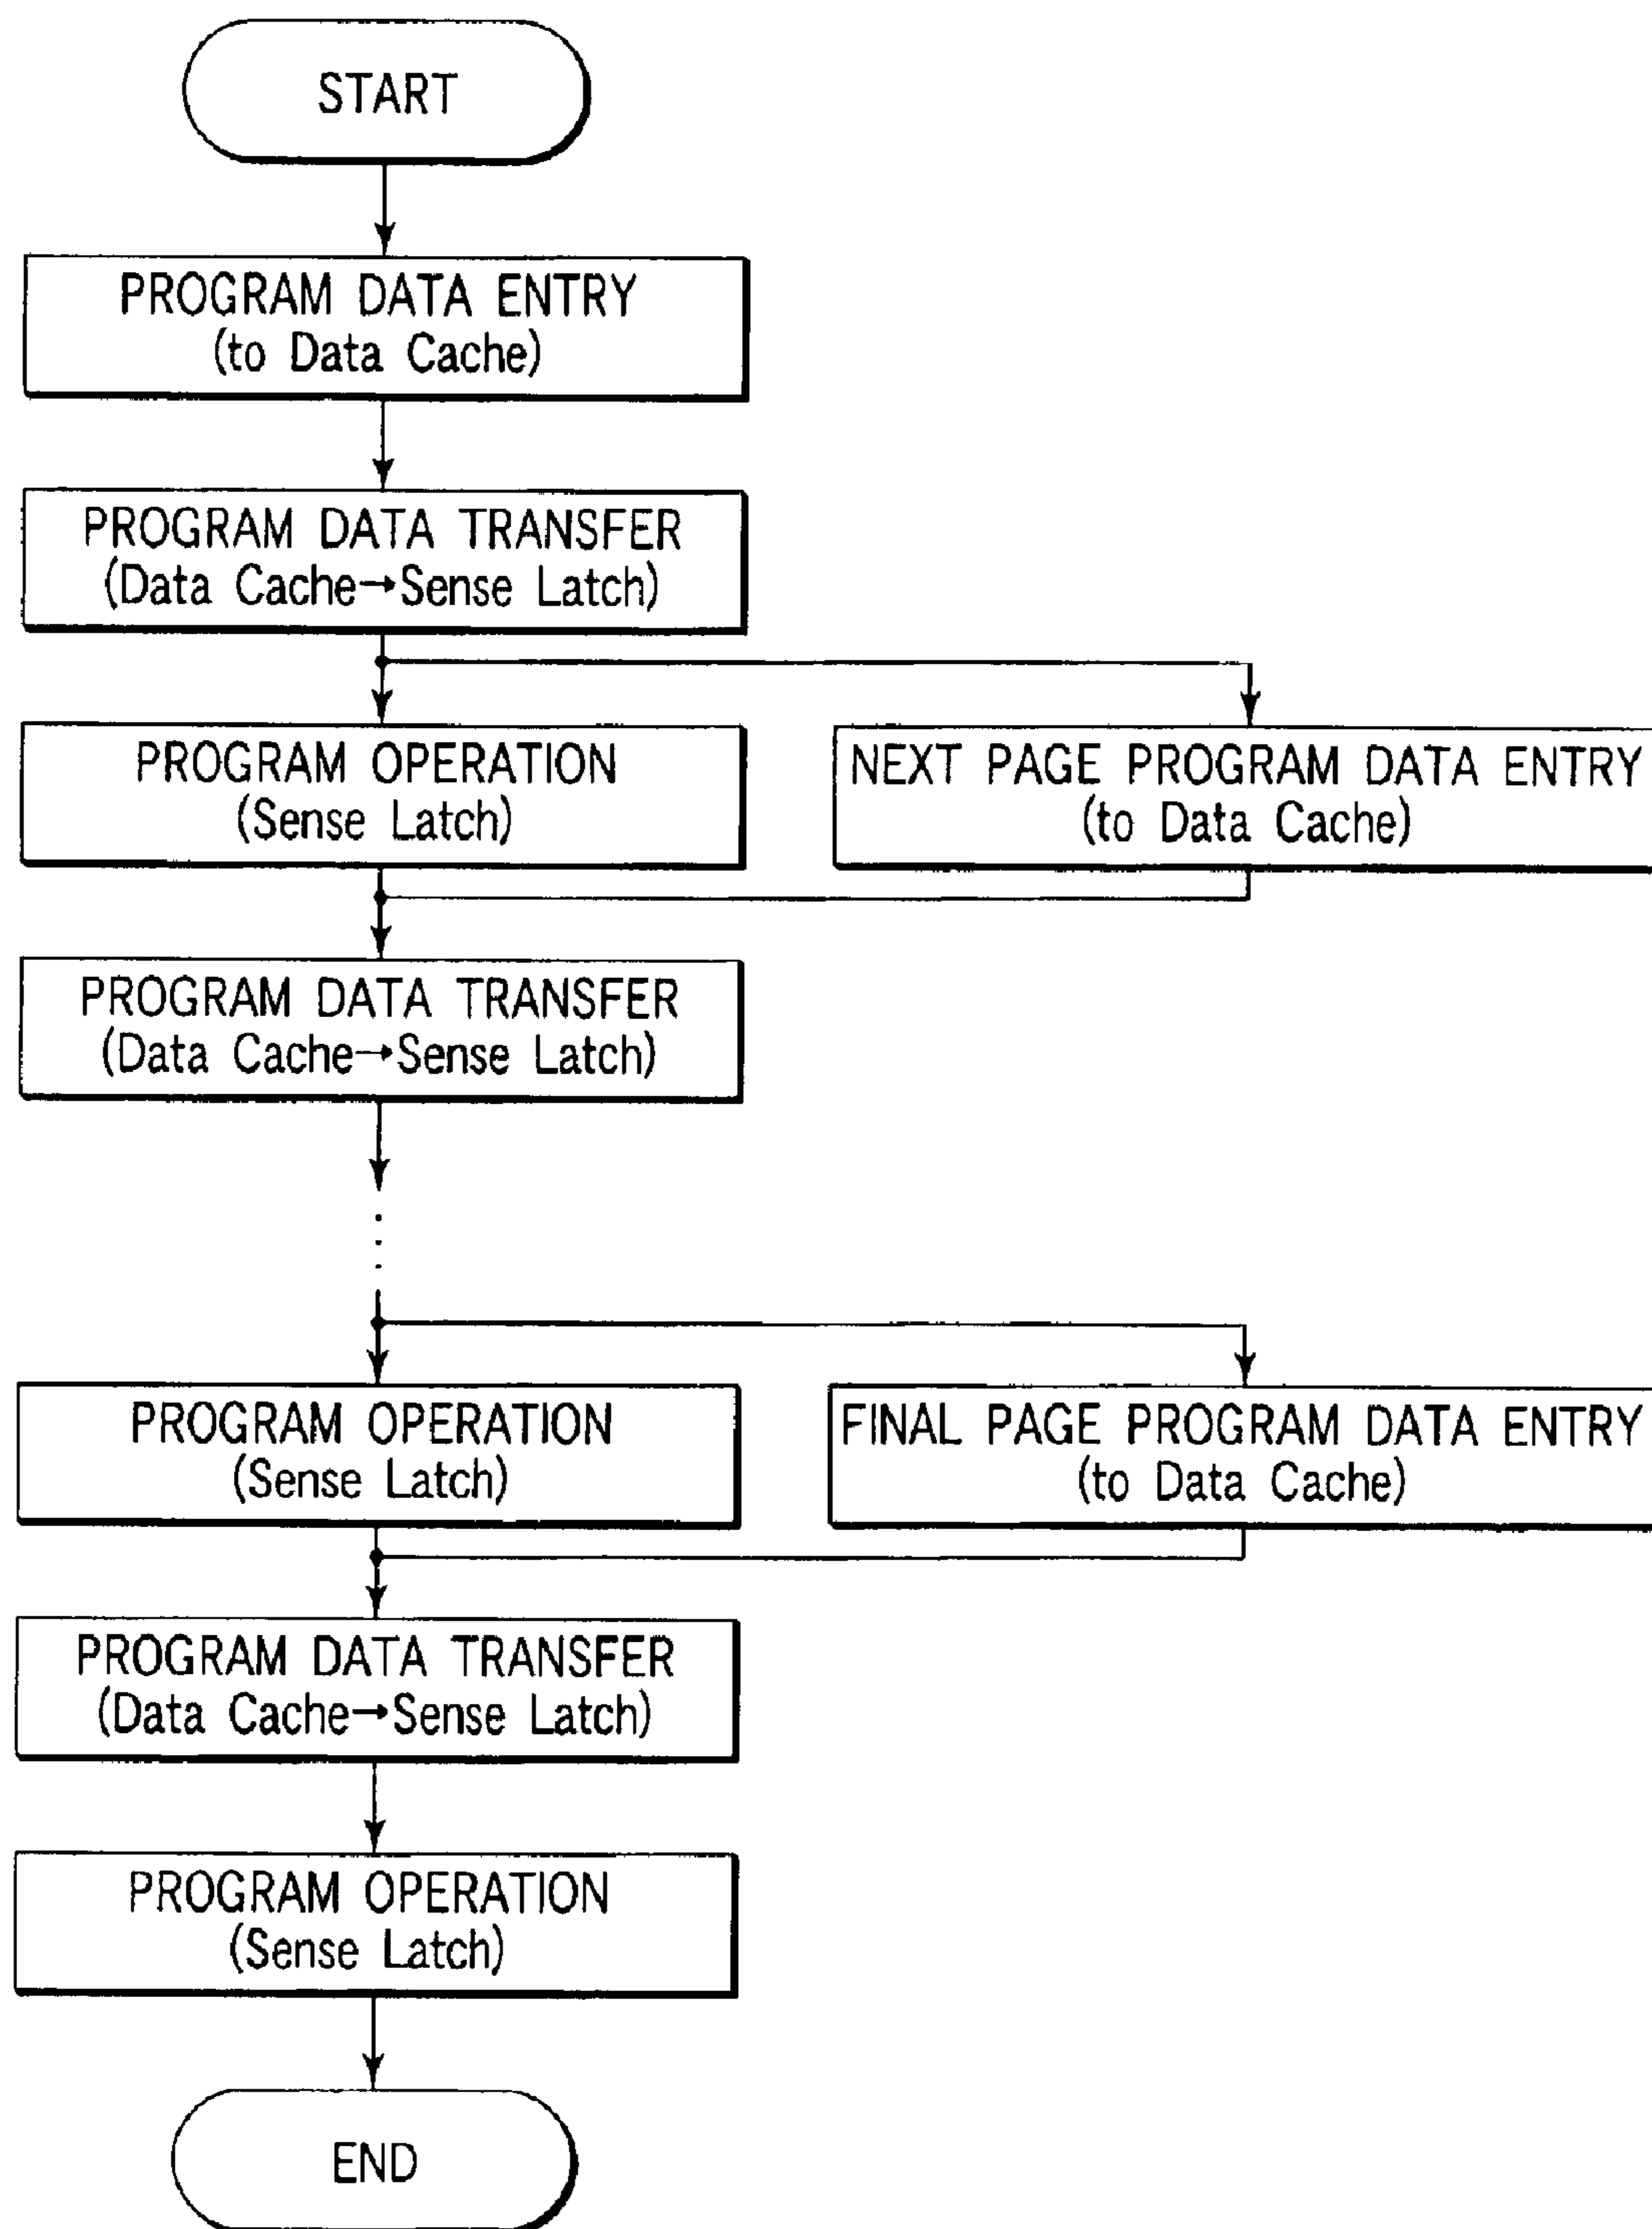 START
PROGRAM DATA ENTRY
(to Data Cache)
PROGRAM DATA TRANSFER
(Data Cache→Sense Latch)
PROGRAM OPERATION
(Sense Latch)
NEXT PAGE PROGRAM DATA ENTRY
(to Data Cache)
PROGRAM DATA TRANSFER
(Data Cache→Sense Latch)
PROGRAM OPERATION
(Sense Latch)
FINAL PAGE PROGRAM DATA ENTRY
(to Data Cache)
PROGRAM DATA TRANSFER
(Data Cache→Sense Latch)
PROGRAM OPERATION
(Sense Latch)
END